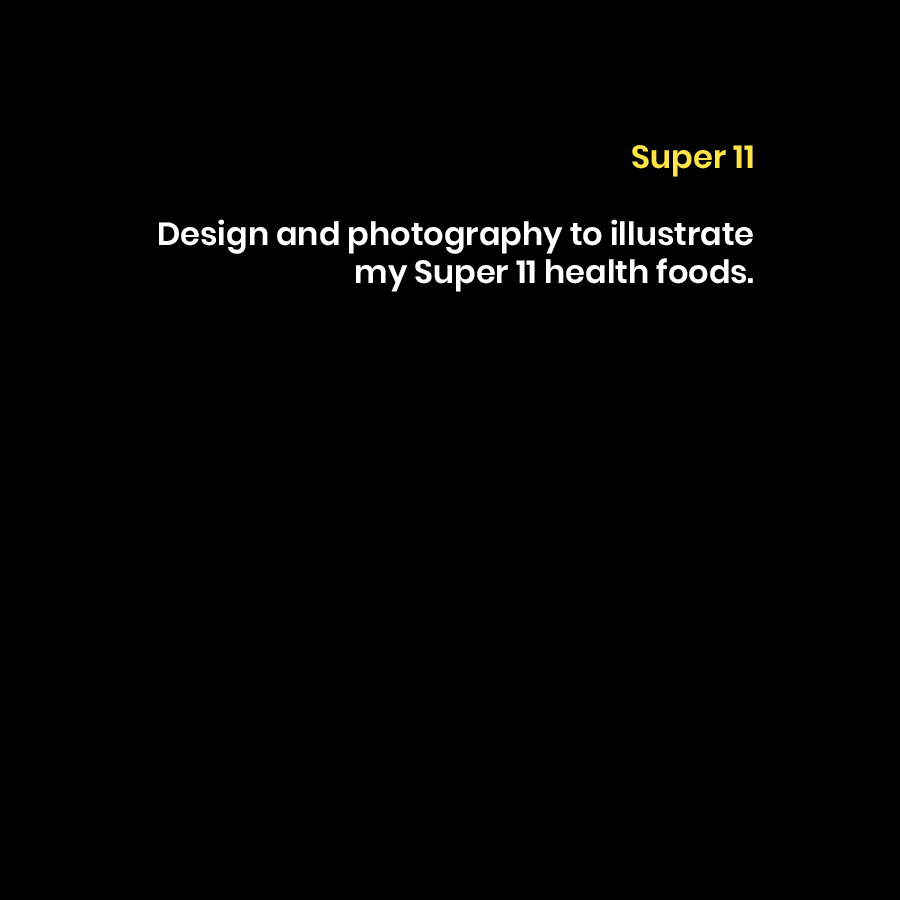 Super 11
Design and photography to illustrate
my Super 11 health foods.